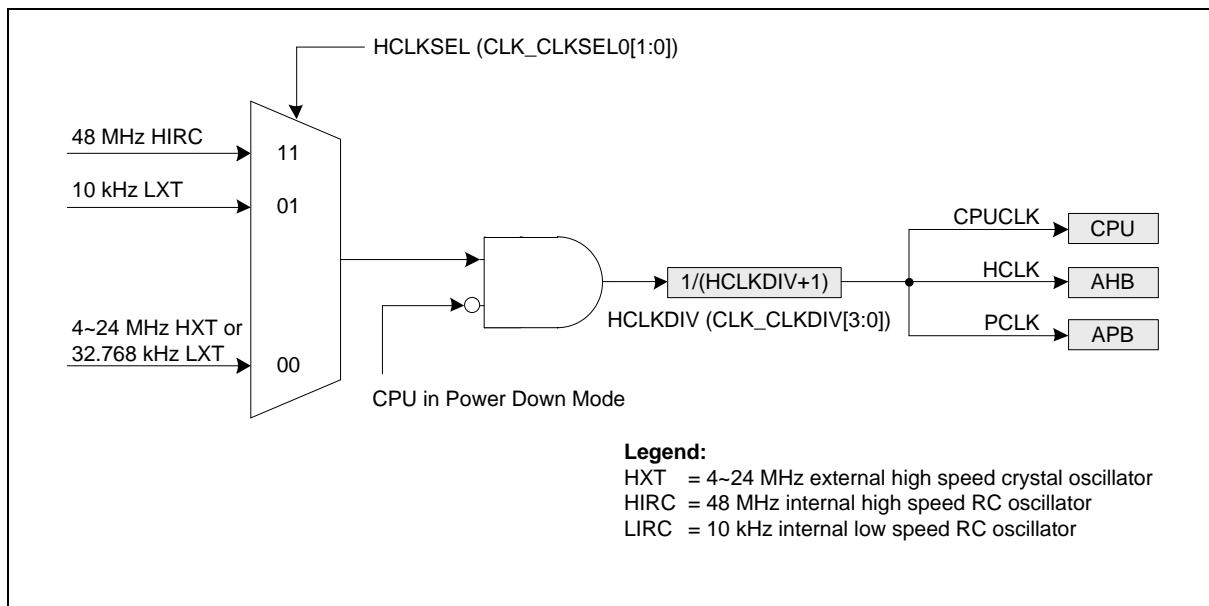 HCLKSEL (CLK_CLKSEL0[1:0])
48 MHz HIRC
11
10 kHz LXT
01
4~24 MHz HXT or
32.768 kHz LXT
00
CPU in Power Down Mode
1/(HCLKDIV+1)
HCLKDIV (CLK_CLKDIV[3:0])
CPUCLK
CPU
HCLK
AHB
PCLK
APB
Legend:
HXT = 4~24 MHz external high speed crystal oscillator
HIRC = 48 MHz internal high speed RC oscillator
LIRC = 10 kHz internal low speed RC oscillator